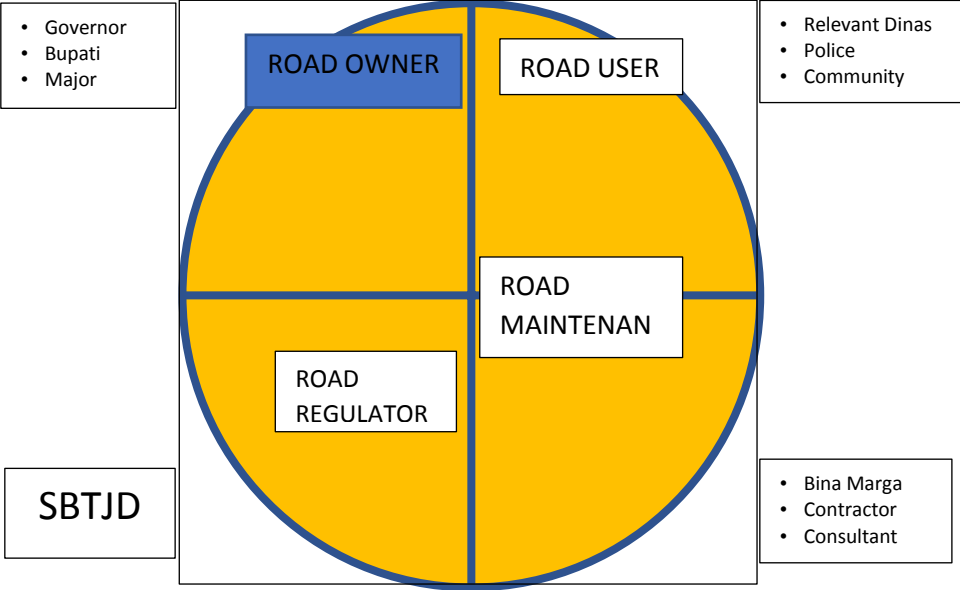 • Governor
• Bupati
• Major
ROAD OWNER
ROAD USER
• Relevant Dinas
• Police
• Community
ROAD
MAINTENAN
ROAD
REGULATOR
SBTJD
• Bina Marga
• Contractor
• Consultant